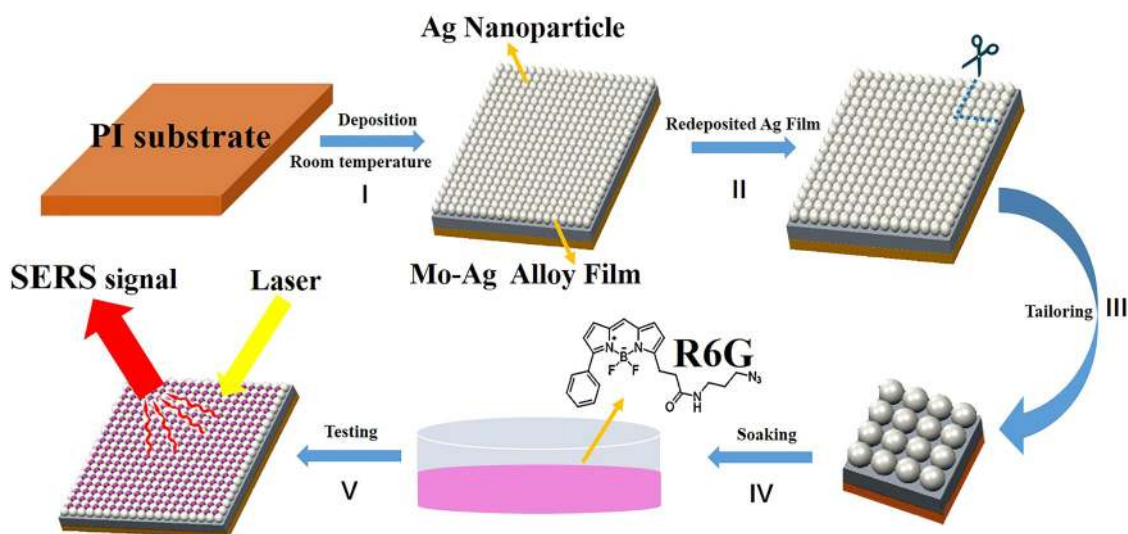 Ag Nanoparticle
PI substrate
Deposition
Room temperature
I
Redeposited Ag Film
II
Mo-Ag Alloy Film
Tailoring
III
SERS signal
Laser
R6G
N
N
B
F
F
O
N
H
N3
Testing
V
Soaking
IV